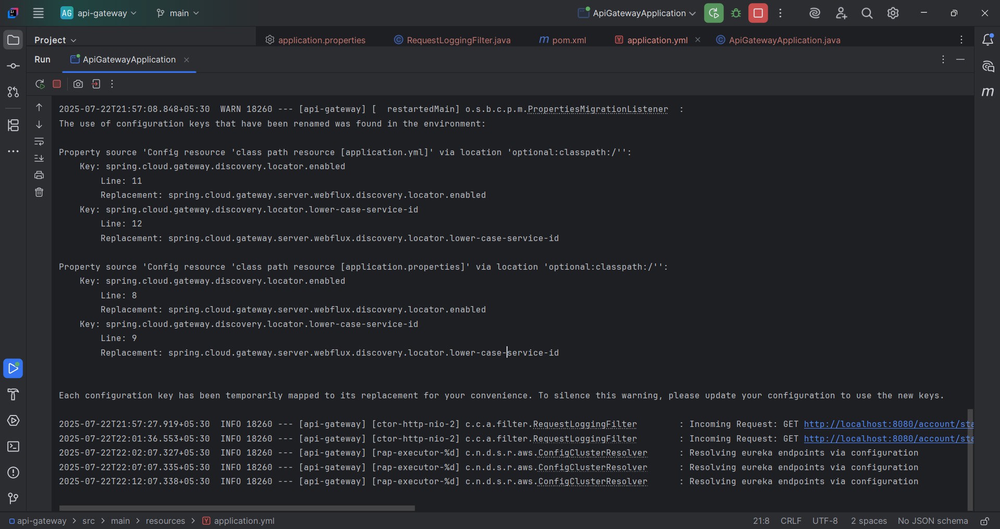 AG api-gateway main ApiGatewayApplication
Project application.properties RequestLoggingFilter.java m pom.xml Y application.yml C ApiGatewayApplication.java
Run ApiGatewayApplication
2025-07-22T21:57:08.848+05:30  WARN 18260 --- [api-gateway] [  restartedMain] o.s.b.c.p.m.PropertiesMigrationListener  :
The use of configuration keys that have been renamed was found in the environment:
Property source 'Config resource 'class path resource [application.yml]' via location 'optional:classpath:/'':
Key: spring.cloud.gateway.discovery.locator.enabled
Line: 11
Replacement: spring.cloud.gateway.server.webflux.discovery.locator.enabled
Key: spring.cloud.gateway.discovery.locator.lower-case-service-id
Line: 12
Replacement: spring.cloud.gateway.server.webflux.discovery.locator.lower-case-service-id
Property source 'Config resource 'class path resource [application.properties]' via location 'optional:classpath:/'':
Key: spring.cloud.gateway.discovery.locator.enabled
Line: 8
Replacement: spring.cloud.gateway.server.webflux.discovery.locator.enabled
Key: spring.cloud.gateway.discovery.locator.lower-case-service-id
Line: 9
Replacement: spring.cloud.gateway.server.webflux.discovery.locator.lower-case-service-id
Each configuration key has been temporarily mapped to its replacement for your convenience. To silence this warning, please update your configuration to use the new keys.
2025-07-22T21:57:27.919+05:30  INFO 18260 --- [api-gateway] [ctor-http-nio-2] c.c.a.filter.RequestLoggingFilter        : Incoming Request: GET http://localhost:8080/account/sta
2025-07-22T22:01:36.553+05:30  INFO 18260 --- [api-gateway] [ctor-http-nio-2] c.c.a.filter.RequestLoggingFilter        : Incoming Request: GET http://localhost:8080/account/sta
2025-07-22T22:02:07.327+05:30  INFO 18260 --- [api-gateway] [rap-executor-%d] c.n.d.s.r.aws.ConfigClusterResolver      : Resolving eureka endpoints via configuration
2025-07-22T22:07:07.335+05:30  INFO 18260 --- [api-gateway] [rap-executor-%d] c.n.d.s.r.aws.ConfigClusterResolver      : Resolving eureka endpoints via configuration
2025-07-22T22:12:07.338+05:30  INFO 18260 --- [api-gateway] [rap-executor-%d] c.n.d.s.r.aws.ConfigClusterResolver      : Resolving eureka endpoints via configuration
api-gateway > src > main > resources > Y application.yml 21:8 CRLF UTF-8 2 spaces No JSON schema